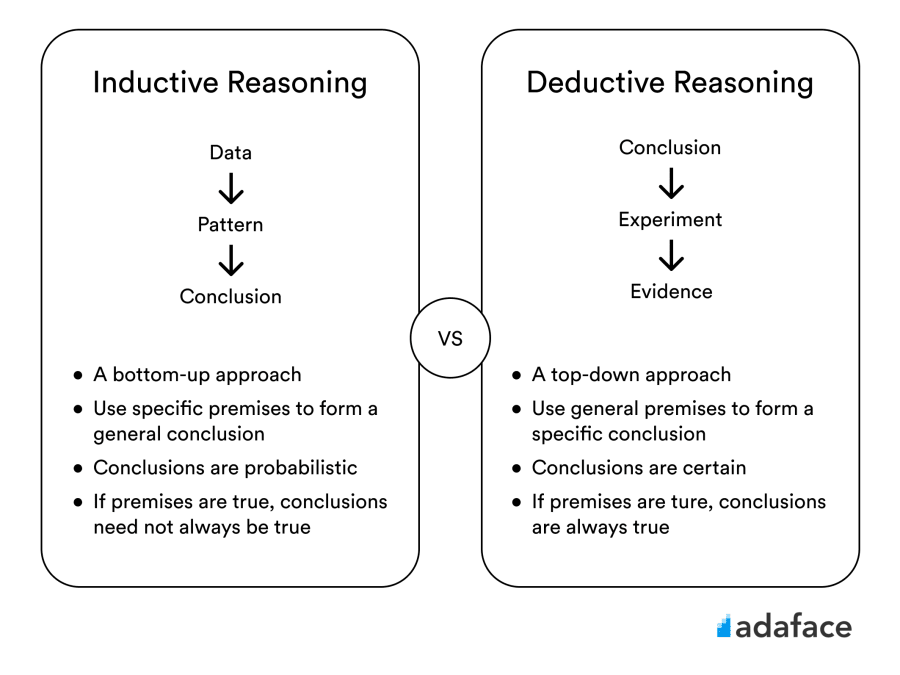 Inductive Reasoning
Data
Pattern
Conclusion
● A bottom-up approach
● Use specific premises to form a
general conclusion
● Conclusions are probabilistic
● If premises are true, conclusions
need not always be true
VS
Deductive Reasoning
Conclusion
Experiment
Evidence
● A top-down approach
● Use general premises to form a
specific conclusion
● Conclusions are certain
● If premises are ture, conclusions
are always true
adaface